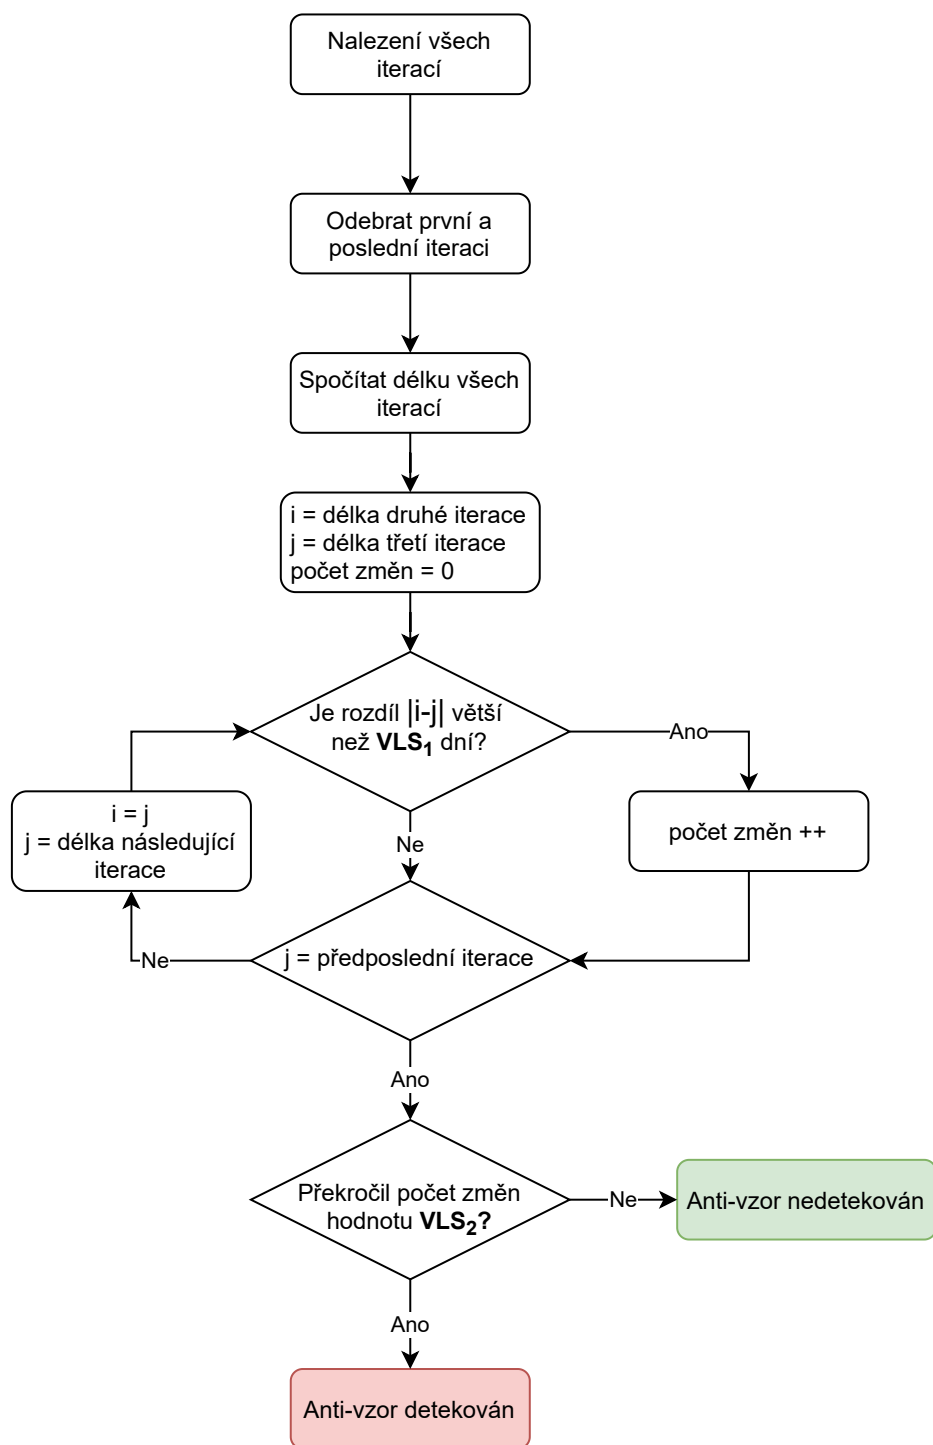 Nalezení všech
iterací
Odebrat první a
poslední iteraci
Spočítat délku všech
iterací
i = délka druhé iterace
j = délka třetí iterace
počet změn = 0
Je rozdíl |i-j| větší
než VLS₁ dní?
Ano
i = j
j = délka následující
iterace
počet změn ++
Ne
j = předposlední iterace
Ne
Ano
Překročil počet změn
hodnotu VLS₂?
Ne
Anti-vzor nedetekován
Ano
Anti-vzor detekován